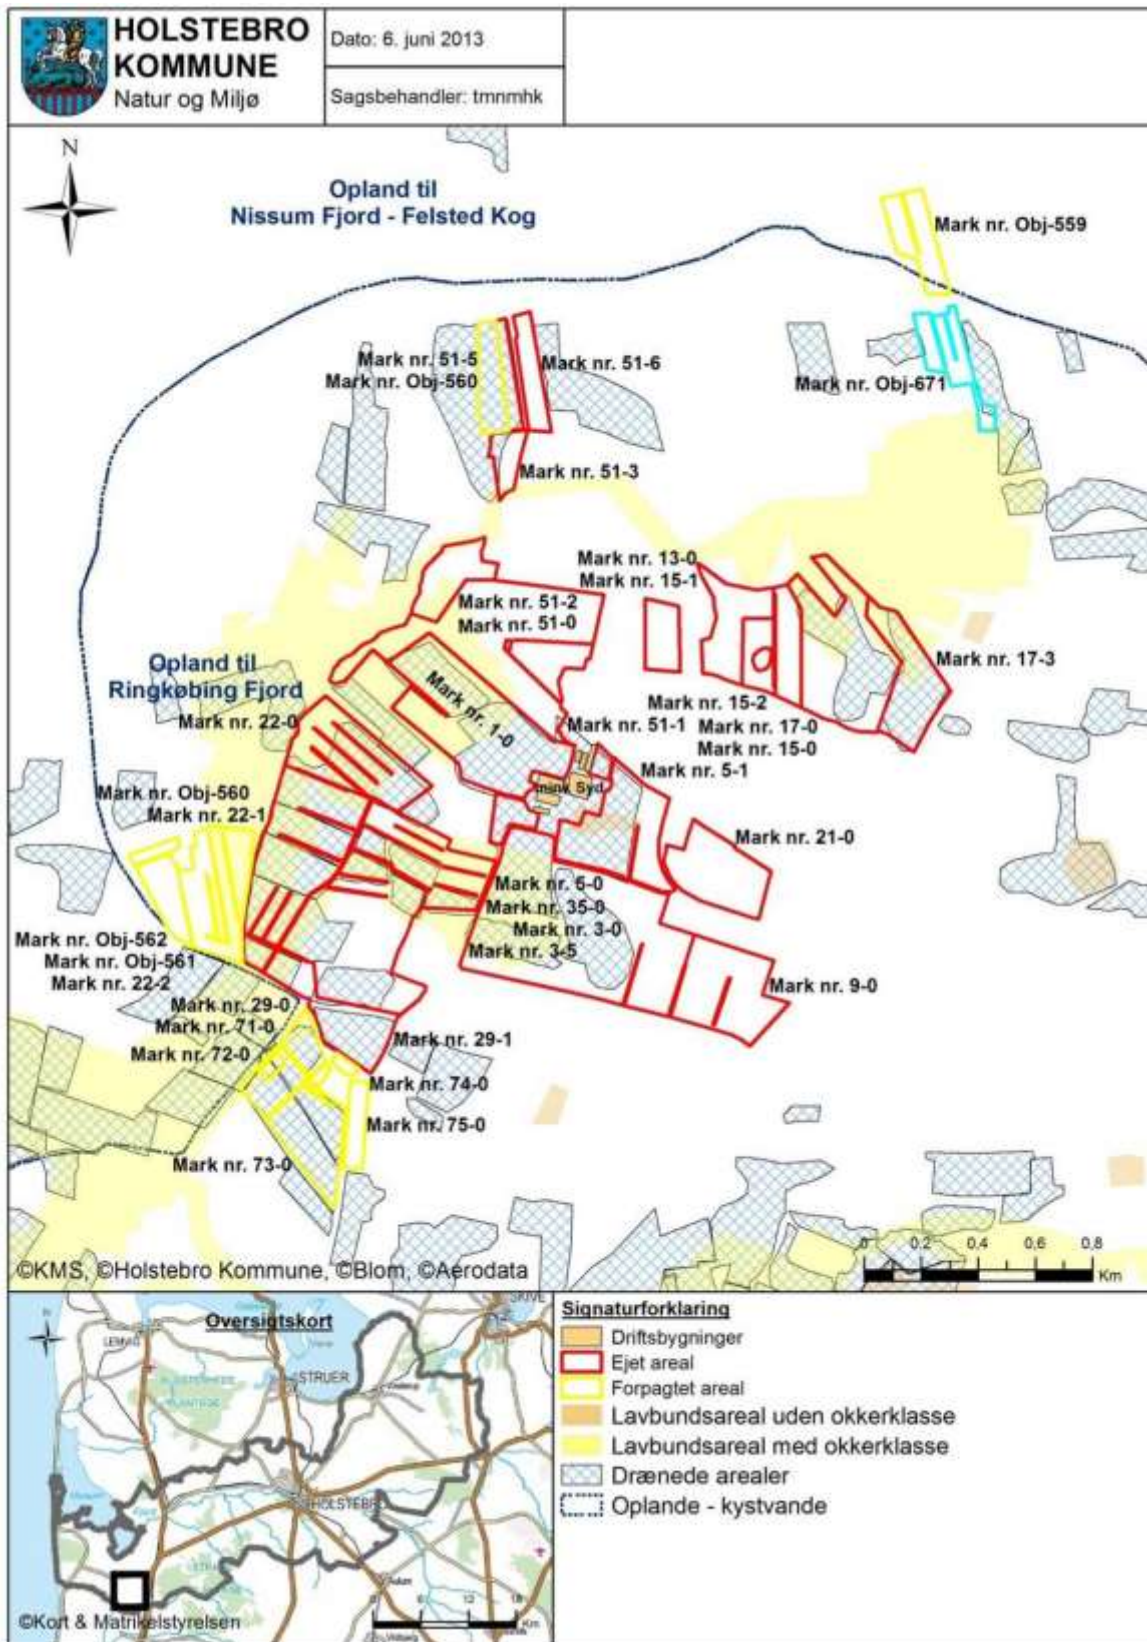 HOLSTEBRO
KOMMUNE
Natur og Miljø
Dato: 6. juni 2013
Sagsbehandler: tmnmhk
N
Opland til
Nissum Fjord - Felsted Kog
Mark nr. Obj-559
Mark nr. 51-5
Mark nr. Obj-560
Mark nr. 51-6
Mark nr. Obj-671
Mark nr. 51-3
Mark nr. 13-0
Mark nr. 15-1
Mark nr. 51-2
Mark nr. 51-0
Opland til
Ringkøbing Fjord
Mark nr. 17-3
Mark nr. 22-0
Mark nr. 1-0
Mark nr. 15-2
Mark nr. 51-1
Mark nr. 17-0
Mark nr. 15-0
Mark nr. 5-1
Syd
Mark nr. Obj-560
Mark nr. 22-1
Mark nr. 21-0
Mark nr. 5-0
Mark nr. 35-0
Mark nr. 3-0
Mark nr. 3-5
Mark nr. Obj-562
Mark nr. Obj-561
Mark nr. 22-2
Mark nr. 9-0
Mark nr. 29-0
Mark nr. 71-0
Mark nr. 72-0
Mark nr. 29-1
Mark nr. 74-0
Mark nr. 75-0
Mark nr. 73-0
0 0,2 0,4 0,6 0,8
Km
©KMS, ©Holstebro Kommune, ©Blom, ©Aerodata
Oversigtskort
N
SKIVE
LEMVIG
STRUER
HOLSTEBRO
Aulum
0 6 12 18
Km
©Kort & Matrikelstyrelsen
Signaturforklaring
Driftsbygninger
Ejet areal
Forpagtet areal
Lavbundsareal uden okkerklasse
Lavbundsareal med okkerklasse
Drænede arealer
Oplande - kystvande